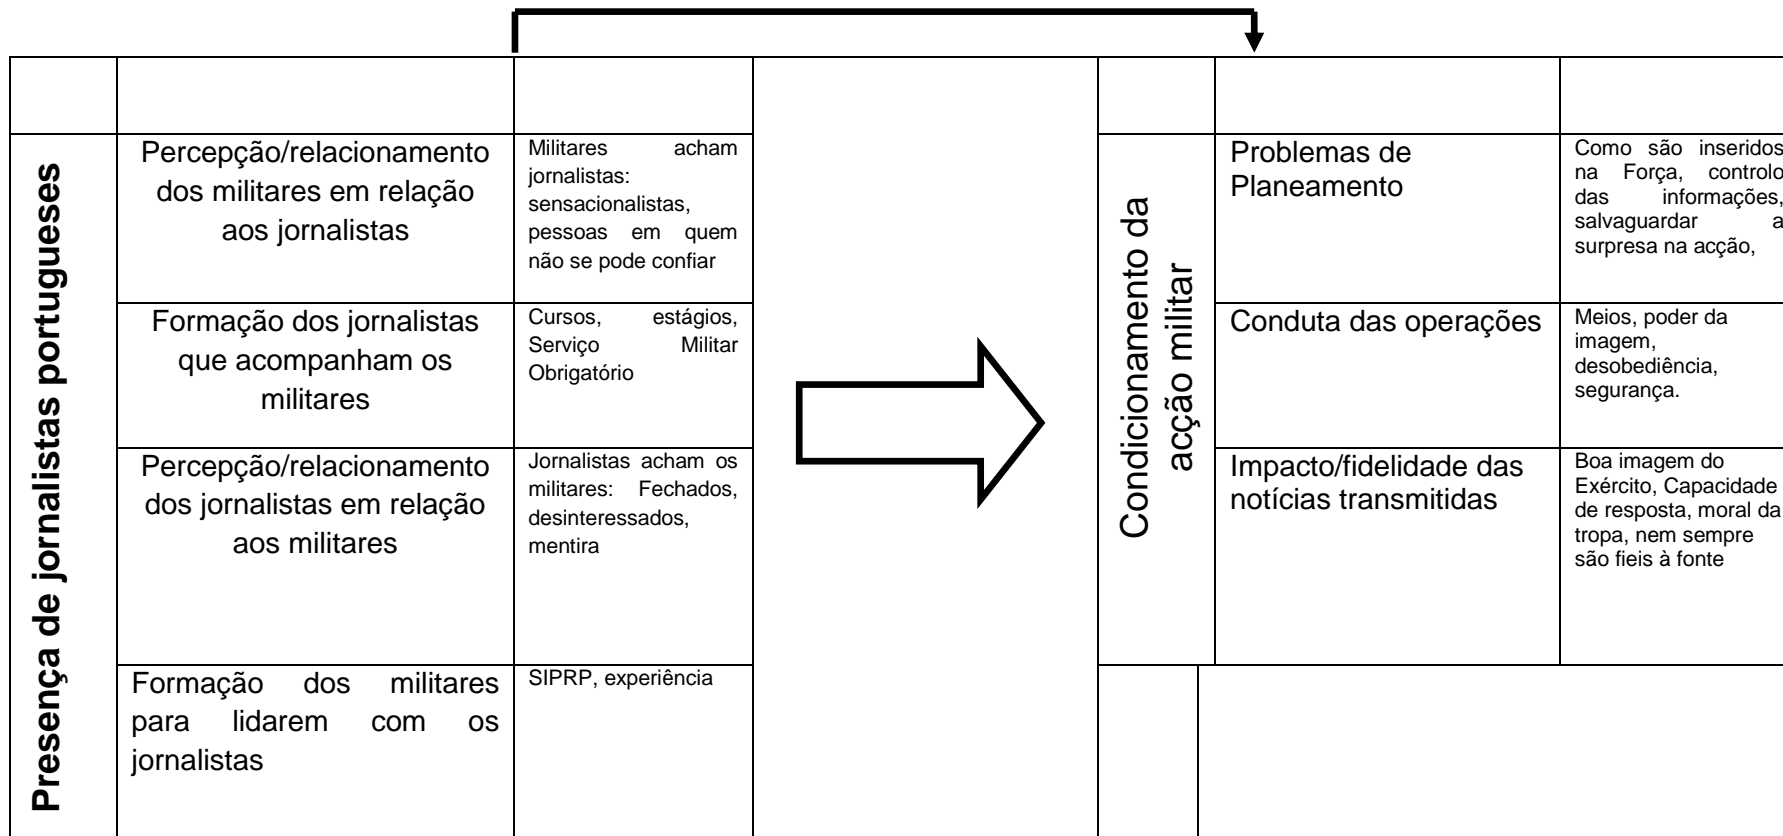 Presença de jornalistas portugueses
Percepção/relacionamento
dos militares em relação
aos jornalistas
Militares acham
jornalistas:
sensacionalistas,
pessoas em quem
não se pode confiar
Formação dos jornalistas
que acompanham os
militares
Cursos, estágios,
Serviço Militar
Obrigatório
Percepção/relacionamento
dos jornalistas em relação
aos militares
Jornalistas acham os
militares: Fechados,
desinteressados,
mentira
Formação dos militares
para lidarem com os
jornalistas
SIPRP, experiência
Condicionamento da
acção militar
Problemas de
Planeamento
Como são inseridos
na Força, controlo
das informações,
salvaguardar a
surpresa na acção,
Conduta das operações
Meios, poder da
imagem,
desobediência,
segurança.
Impacto/fidelidade das
notícias transmitidas
Boa imagem do
Exército, Capacidade
de resposta, moral da
tropa, nem sempre
são fieis à fonte